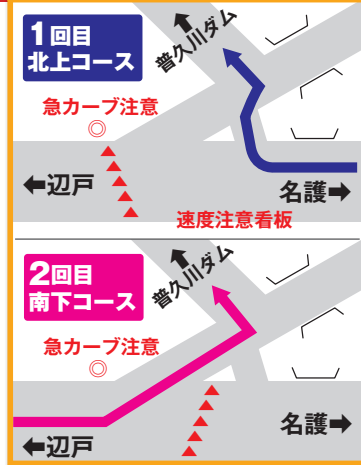 1回目
北上コース
普久川ダム
急カーブ注意
←辺戸
名護→
速度注意看板
2回目
南下コース
普久川ダム
急カーブ注意
名護→
←辺戸